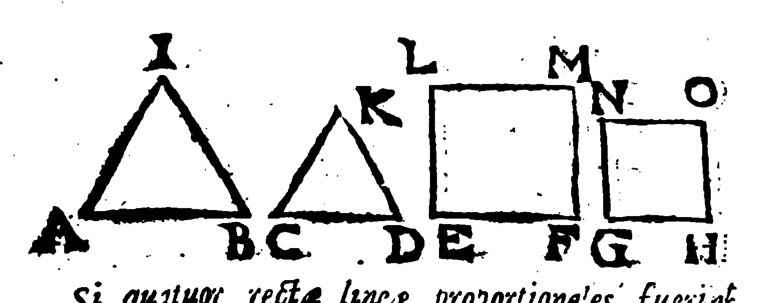 I
L M
K N O
A B C D E F G H
Si quatuor rectæ lineæ proportionales fuerint